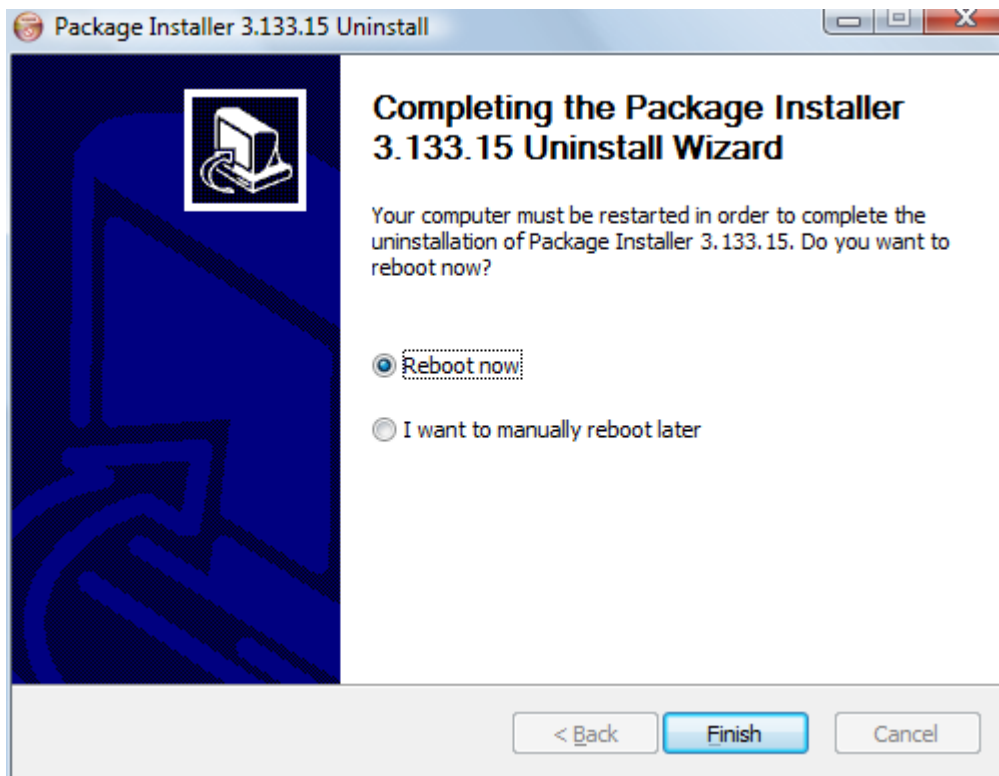 Package Installer 3.133.15 Uninstall
Completing the Package Installer
3.133.15 Uninstall Wizard
Your computer must be restarted in order to complete the
uninstallation of Package Installer 3.133.15. Do you want to
reboot now?
Reboot now
I want to manually reboot later
< Back
Finish
Cancel